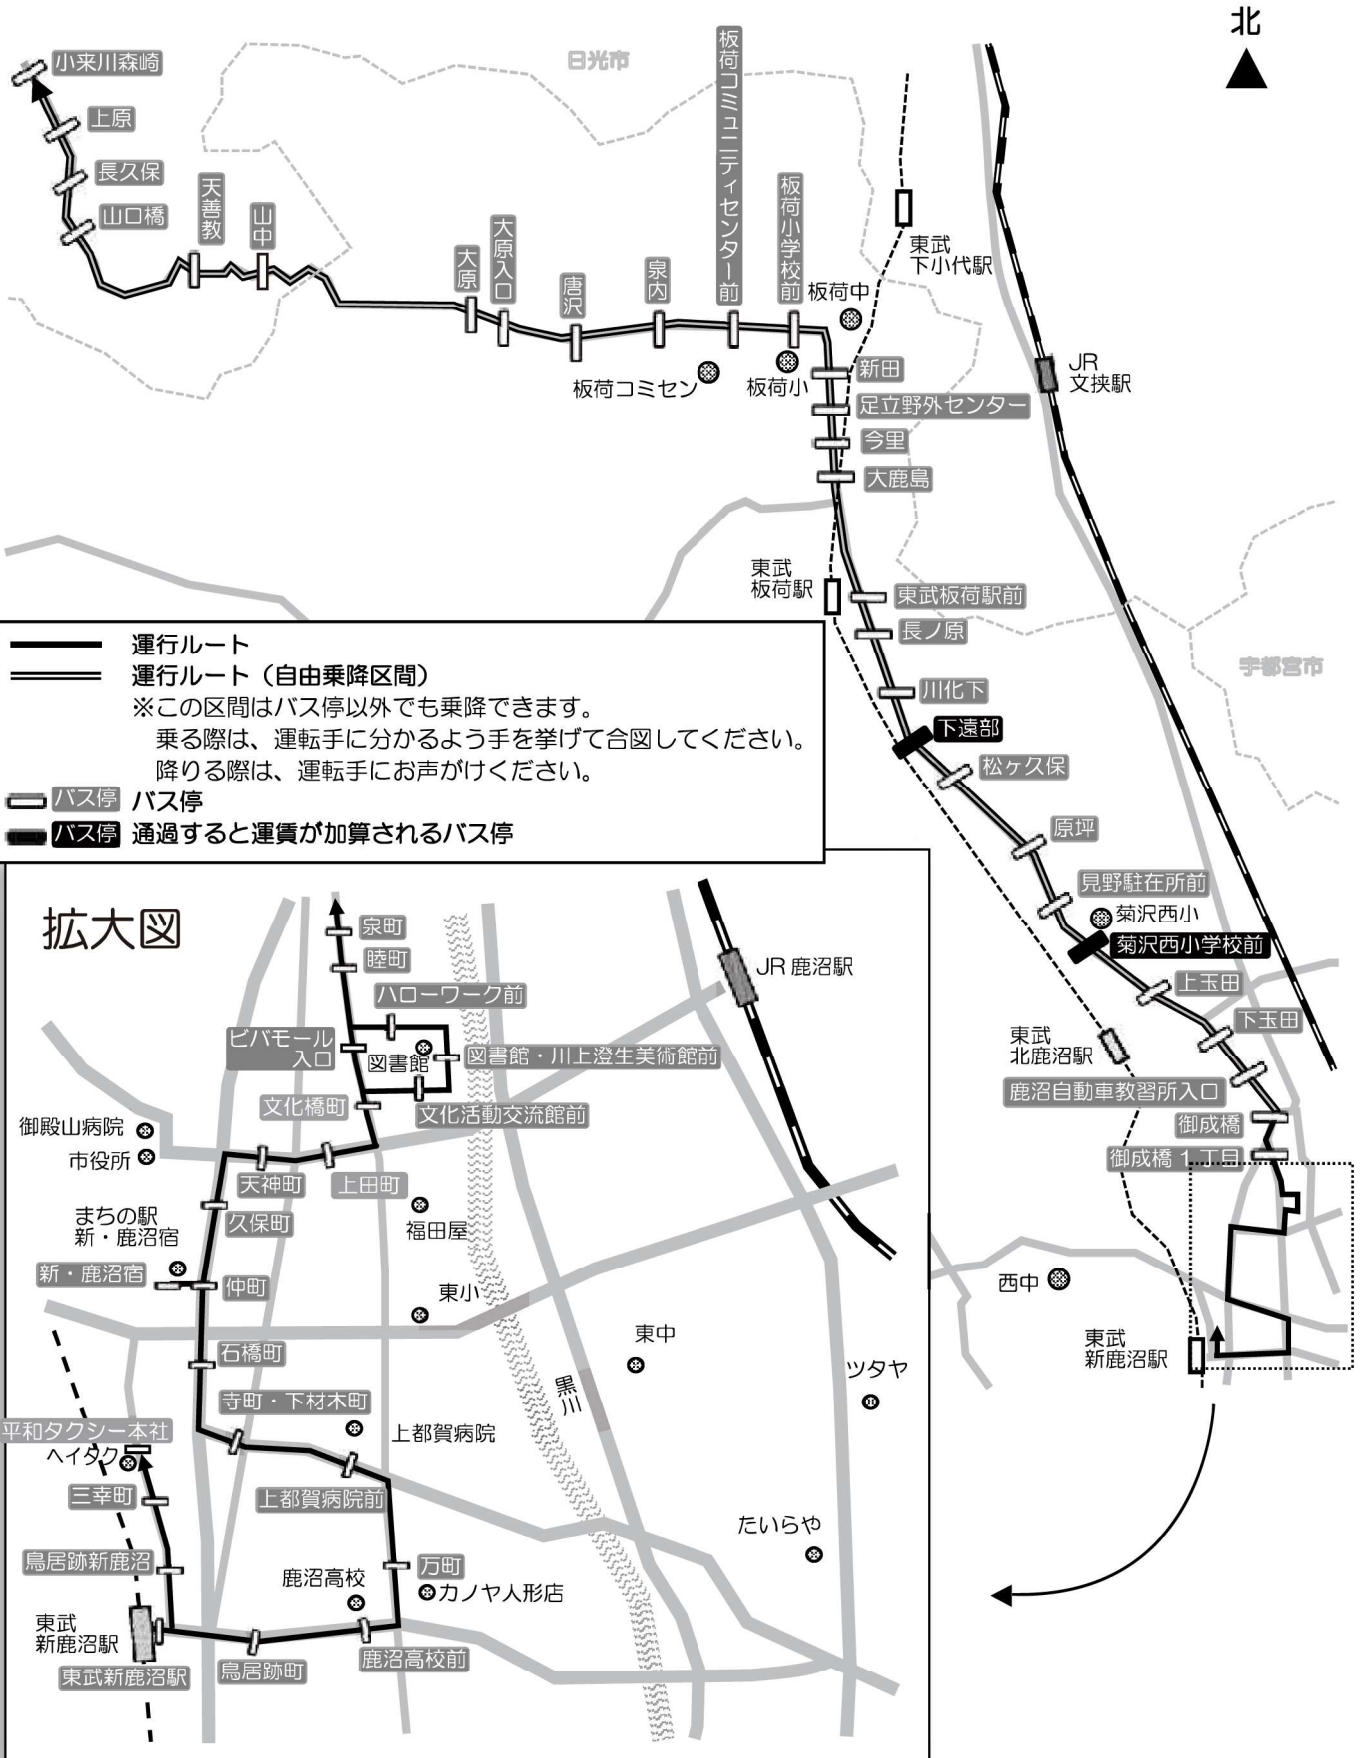 北
日光市
小来川森崎
上原
長久保
山口橋
天善教
山中
大原
大原入口
唐沢
泉内
板荷コミュニティセンター前
板荷小学校前
板荷中
東武
下小代駅
JR
文挟駅
板荷コミセン
板荷小
新田
足立野外センター
今里
大鹿島
東武
板荷駅
東武板荷駅前
長ノ原
宇都宮市
川化下
下遠部
松ヶ久保
原坪
見野駐在所前
菊沢西小
菊沢西小学校前
上玉田
下玉田
東武
北鹿沼駅
鹿沼自動車教習所入口
御成橋
御成橋1丁目
西中
東武
新鹿沼駅
運行ルート
運行ルート（自由乗降区間）
※この区間はバス停以外でも乗降できます。
乗る際は、運転手に分かるよう手を挙げて合図してください。
降りる際は、運転手にお声がけください。
バス停 バス停
バス停 通過すると運賃が加算されるバス停
拡大図
泉町
睦町
ハローワーク前
JR鹿沼駅
ビバモール
入口
図書館
図書館・川上澄生美術館前
文化橋町
文化活動交流館前
御殿山病院
市役所
天神町
上田町
久保町
福田屋
まちの駅
新・鹿沼宿
新・鹿沼宿
仲町
東小
石橋町
東中
黒川
ツタヤ
寺町・下材木町
上都賀病院
平和タクシー本社
ヘイタク
三幸町
上都賀病院前
たいらや
鳥居跡新鹿沼
鹿沼高校
万町
カノヤ人形店
東武
新鹿沼駅
東武新鹿沼駅
鳥居跡町
鹿沼高校前